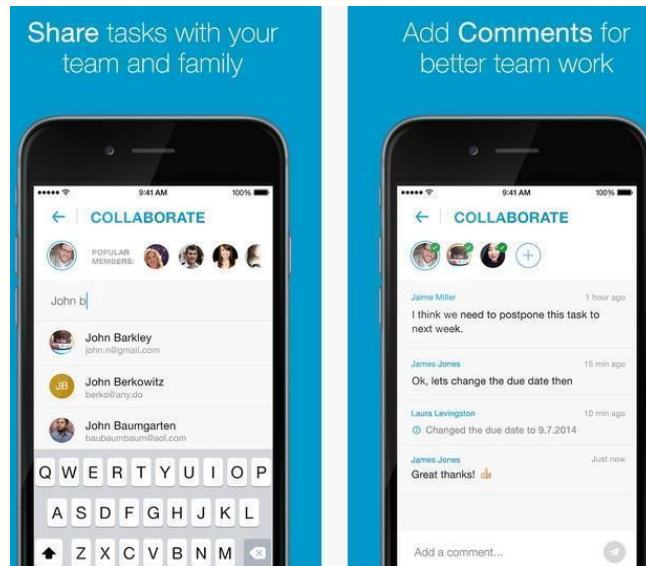 Share tasks with your
team and family
9:41 AM 100%
COLLABORATE
POPULAR
MEMBERS:
John b
John Barkley
john.n@gmail.com
JB
John Berkowitz
berko@any.do
John Baumgarten
baubaumbaum@aol.com
Q W E R T Y U I O P
A S D F G H J K L
Z X C V B N M
Add Comments for
better team work
9:41 AM 100%
COLLABORATE
Jaime Miller 1 hour ago
I think we need to postpone this task to
next week.
James Jones 15 min ago
Ok, lets change the due date then
Laura Levingston 10 min ago
Changed the due date to 9.7.2014
James Jones Just now
Great thanks! 👍
Add a comment...